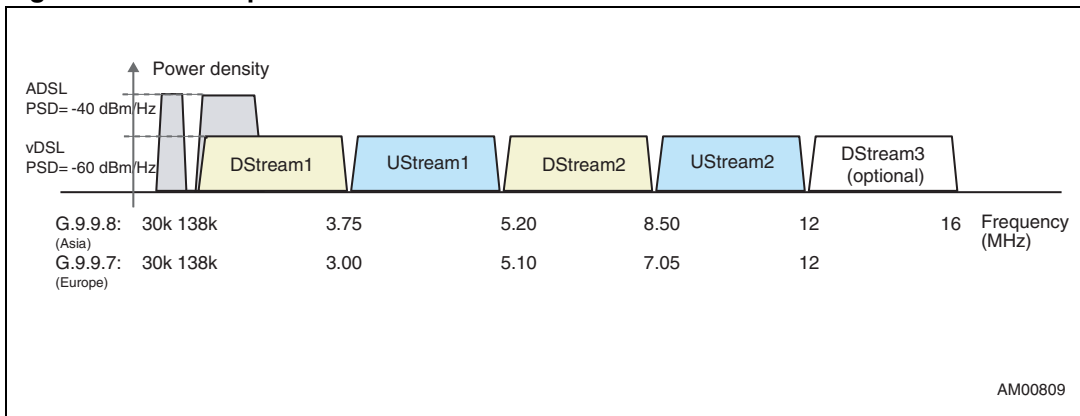 Power density
ADSL
PSD= -40 dBm/Hz
vDSL
PSD= -60 dBm/Hz
DStream1
UStream1
DStream2
UStream2
DStream3
(optional)
G.9.9.8: 30k 138k 3.75 5.20 8.50 12 16 Frequency
(Asia) (MHz)
G.9.9.7: 30k 138k 3.00 5.10 7.05 12
(Europe)
AM00809